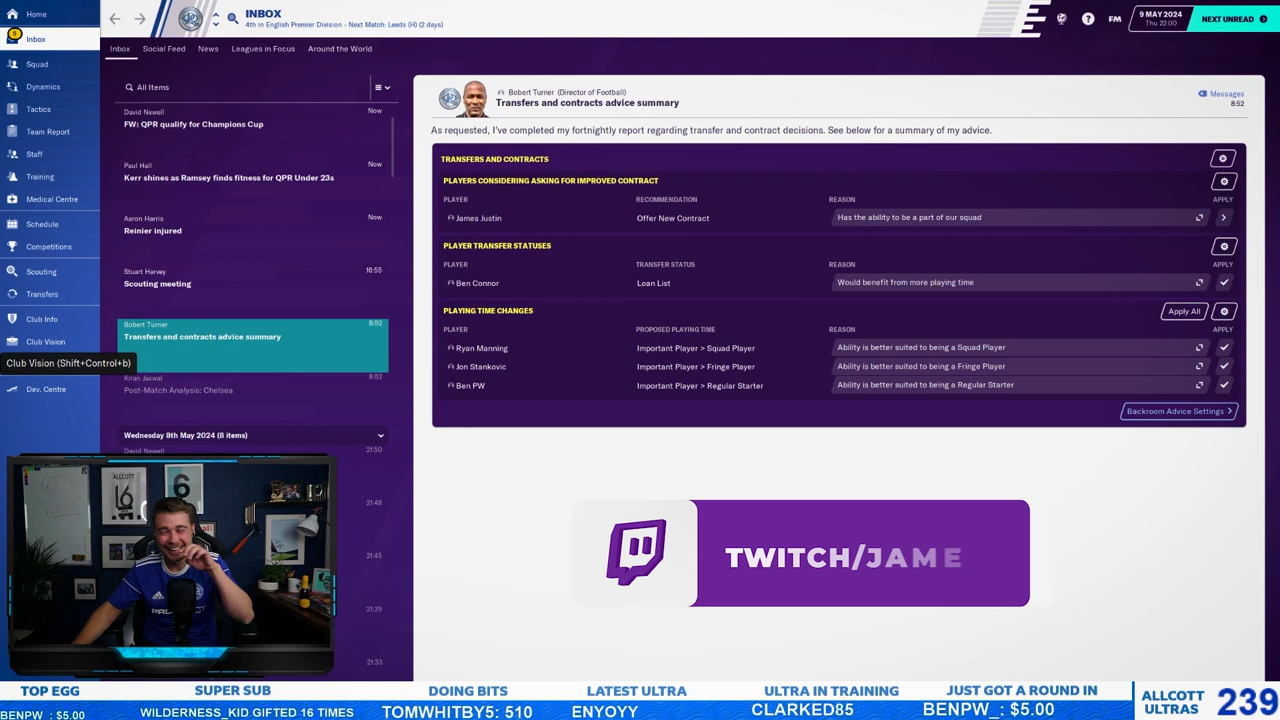 INBOX
4th in English Premier Division - Next Match: Leeds (H) (2 days)
FM
9 MAY 2024
Thu 22:00
NEXT UNREAD
Home
Inbox
Squad
Dynamics
Tactics
Team Report
Staff
Training
Medical Centre
Schedule
Competitions
Scouting
Transfers
Club Info
Club Vision
Club Vision (Shift+Control+b)
Dev. Centre
Inbox
Social Feed
News
Leagues in Focus
Around the World
All Items
David Newell
Now
FW: QPR qualify for Champions Cup
Paul Hall
Now
Kerr shines as Ramsey finds fitness for QPR Under 23s
Aaron Harris
Now
Reinier injured
Stuart Harvey
16:55
Scouting meeting
Bobert Turner
8:52
Transfers and contracts advice summary
Kiran Jaswal
8:52
Post-Match Analysis: Chelsea
Wednesday 8th May 2024 (8 items)
David Newell
21:50
21:48
21:45
21:39
21:33
Bobert Turner (Director of Football)
Transfers and contracts advice summary
Messages
8:52
As requested, I've completed my fortnightly report regarding transfer and contract decisions. See below for a summary of my advice.
TRANSFERS AND CONTRACTS
PLAYERS CONSIDERING ASKING FOR IMPROVED CONTRACT
PLAYER RECOMMENDATION REASON APPLY
James Justin Offer New Contract Has the ability to be a part of our squad
PLAYER TRANSFER STATUSES
PLAYER TRANSFER STATUS REASON APPLY
Ben Connor Loan List Would benefit from more playing time
PLAYING TIME CHANGES
Apply All
PLAYER PROPOSED PLAYING TIME REASON APPLY
Ryan Manning Important Player > Squad Player Ability is better suited to being a Squad Player
Jon Stankovic Important Player > Fringe Player Ability is better suited to being a Fringe Player
Ben PW Important Player > Regular Starter Ability is better suited to being a Regular Starter
Backroom Advice Settings
ALLCOTT
16
6
TWITCH/JAME
TOP EGG
BENPW_: $5.00
SUPER SUB
WILDERNESS_KID GIFTED 16 TIMES
DOING BITS
TOMWHITBY5: 510
LATEST ULTRA
ENYOYY
ULTRA IN TRAINING
CLARKED85
JUST GOT A ROUND IN
BENPW_: $5.00
ALLCOTT
ULTRAS
239